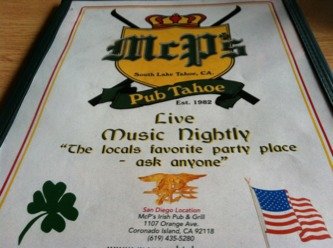 McP's
South Lake Tahoe, CA.
Pub Tahoe
Est. 1982
Live
Music Nightly
"The locals favorite party place
- ask anyone"
San Diego Location
McP's Irish Pub & Grill
1107 Orange Ave.
Coronado Island, CA 92118
(619) 435-5280